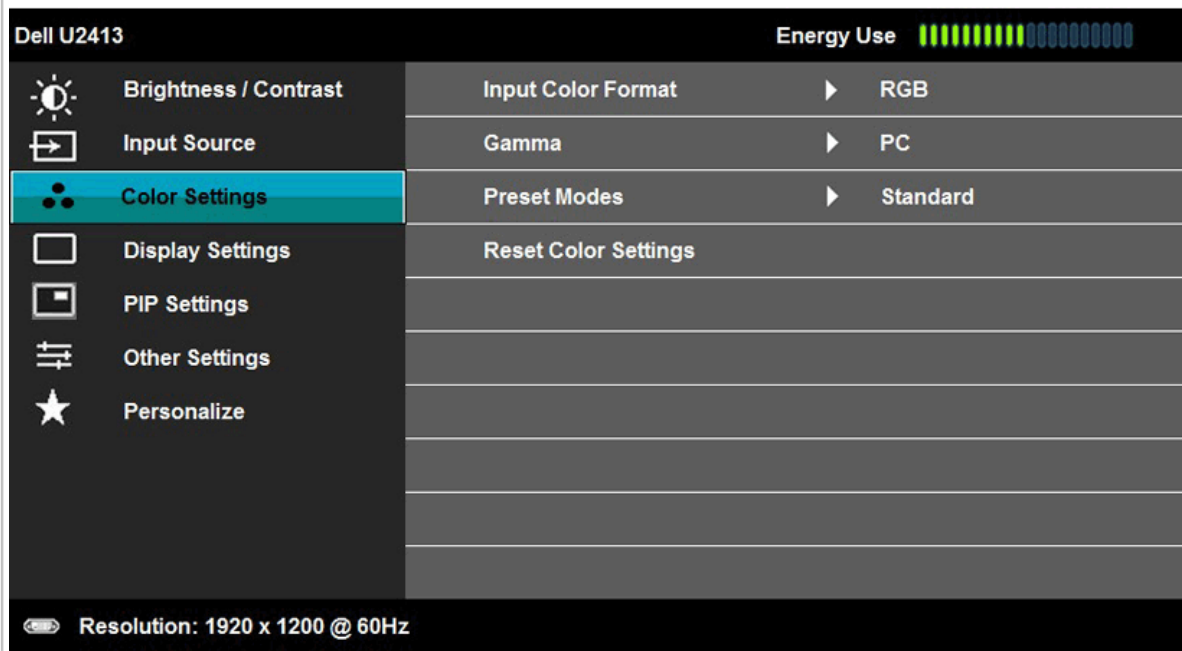 Dell U2413 Energy Use
Brightness / Contrast Input Color Format RGB
Input Source Gamma PC
Color Settings Preset Modes Standard
Display Settings Reset Color Settings
PIP Settings
Other Settings
Personalize
Resolution: 1920 x 1200 @ 60Hz